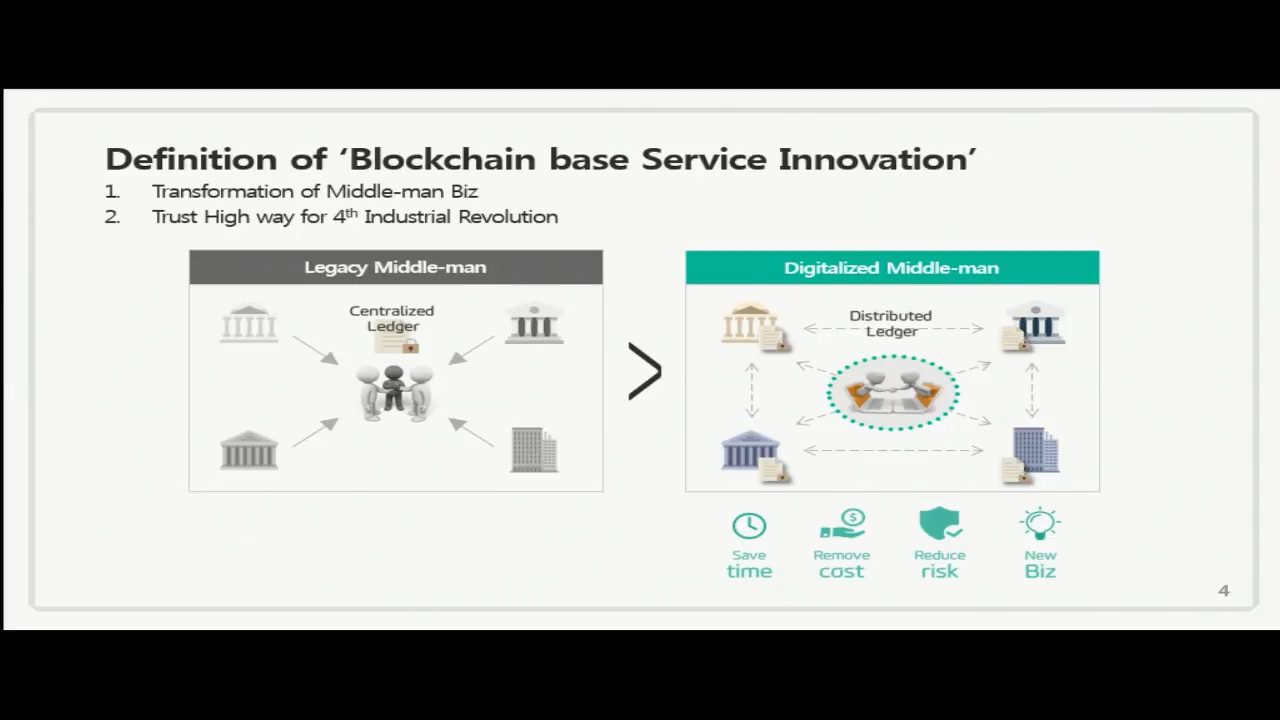 Definition of ‘Blockchain base Service Innovation’
1. Transformation of Middle-man Biz
2. Trust High way for 4th Industrial Revolution
Legacy Middle-man
Centralized
Ledger
Digitalized Middle-man
Distributed
Ledger
Save
time
Remove
cost
Reduce
risk
New
Biz
4